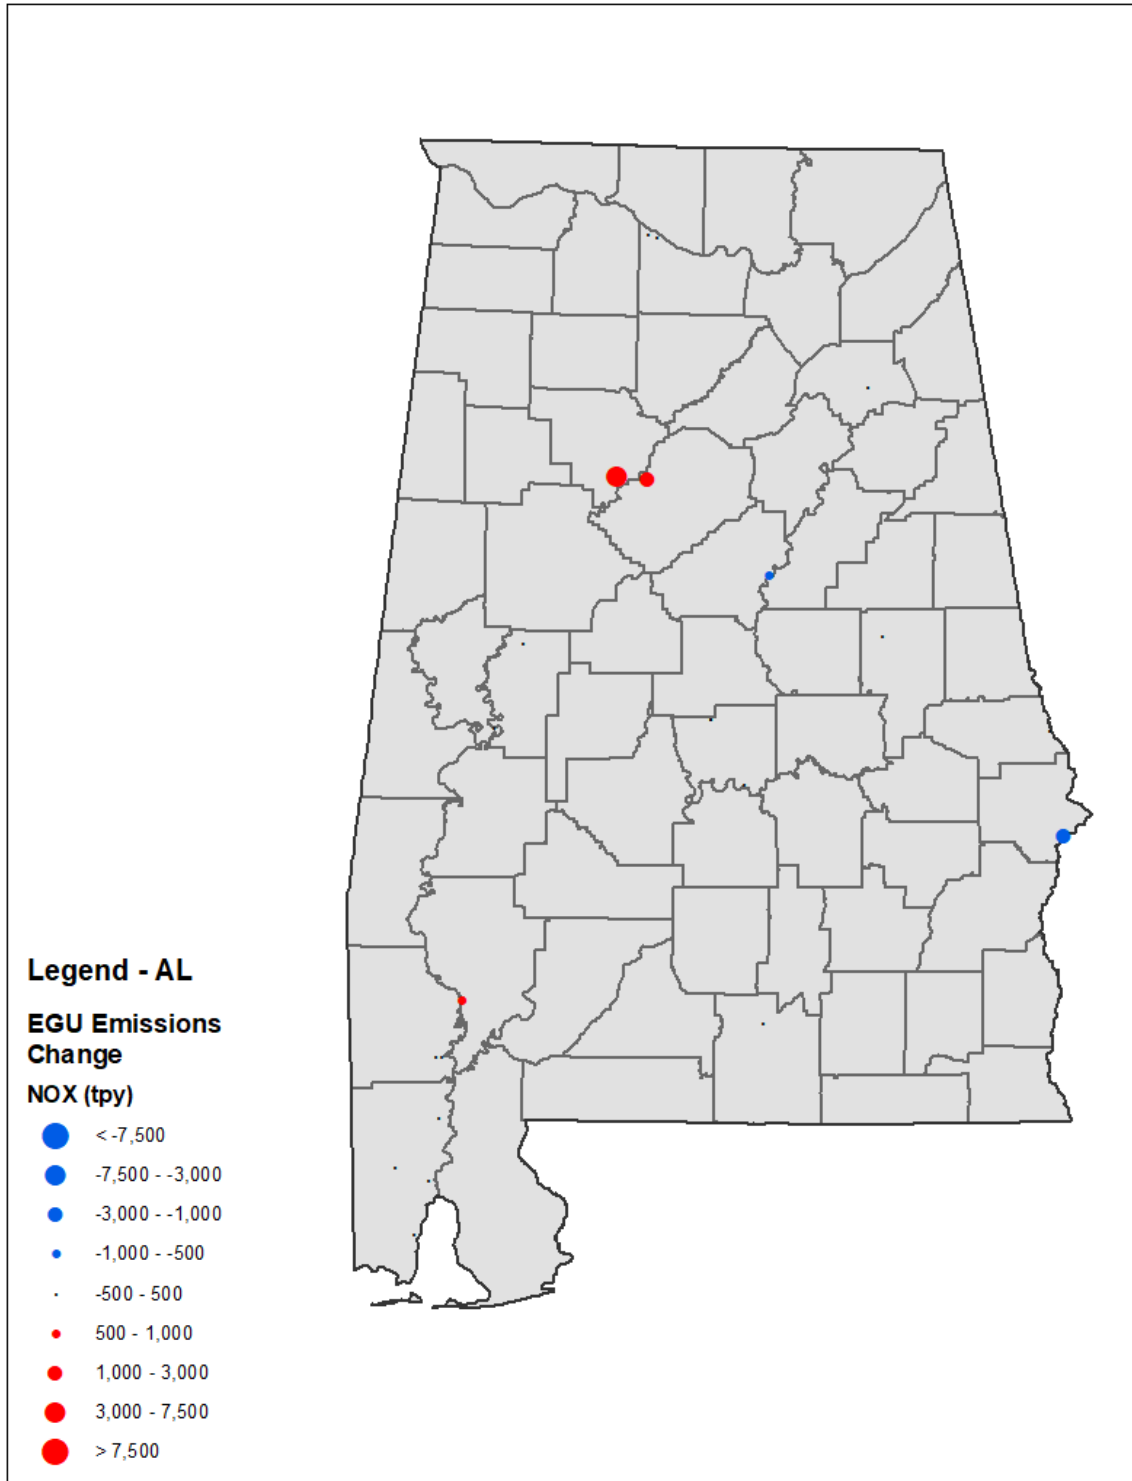 Legend - AL
EGU Emissions
Change
NOX (tpy)
< -7,500
-7,500 - -3,000
-3,000 - -1,000
-1,000 - -500
-500 - 500
500 - 1,000
1,000 - 3,000
3,000 - 7,500
> 7,500